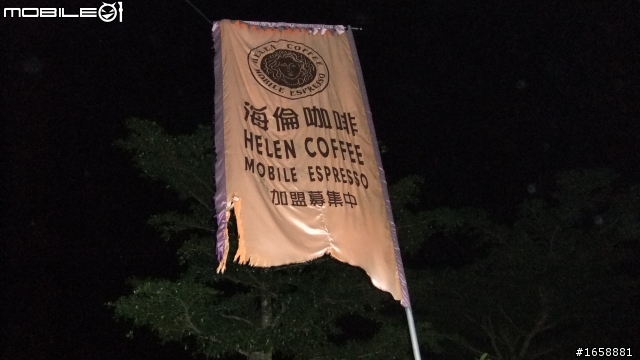 MOBILE01
HELEN COFFEE
MOBILE ESPRESSO
海倫咖啡
HELEN COFFEE
MOBILE ESPRESSO
加盟募集中
#1658881